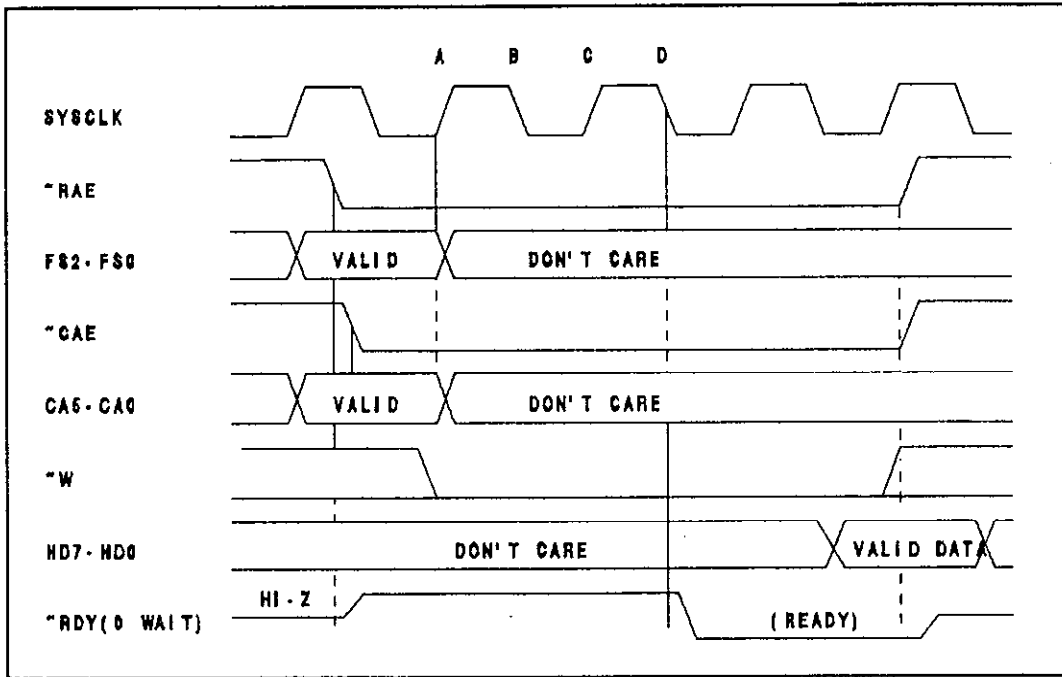 A B C D
SYSCLK
~RAE
FS2-FS0 VALID DON'T CARE
~CAE
CA5-CA0 VALID DON'T CARE
~W
HD7-HD0 DON'T CARE VALID DATA
HI-Z
~RDY(0 WAIT) (READY)